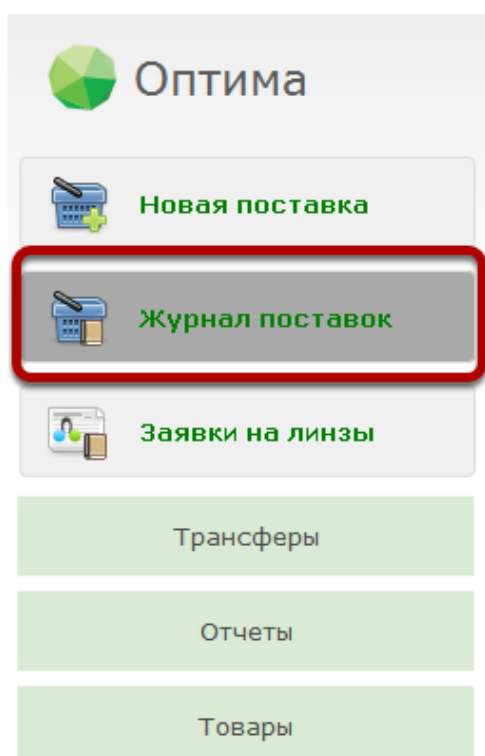 Оптима
Новая поставка
Журнал поставок
Заявки на линзы
Трансферы
Отчеты
Товары